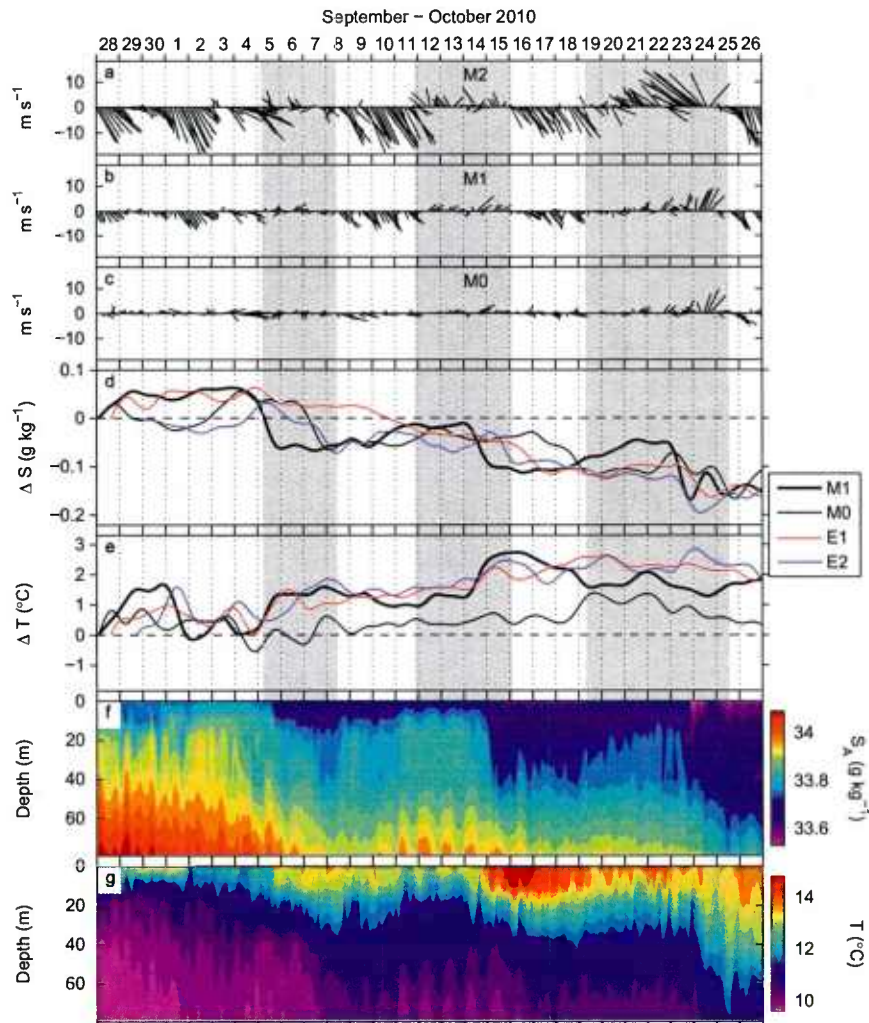 September – October 2010
28 29 30 1 2 3 4 5 6 7 8 9 10 11 12 13 14 15 16 17 18 19 20 21 22 23 24 25 26
a
M2
m s⁻¹
10
0
−10
b
M1
m s⁻¹
10
0
−10
c
M0
m s⁻¹
10
0
−10
d
Δ S (g kg⁻¹)
0.1
0
−0.1
−0.2
M1
M0
E1
E2
e
Δ T (°C)
3
2
1
0
−1
f
Depth (m)
0
20
40
60
34
33.8
33.6
S_A (g kg⁻¹)
g
Depth (m)
0
20
40
60
14
12
10
T (°C)